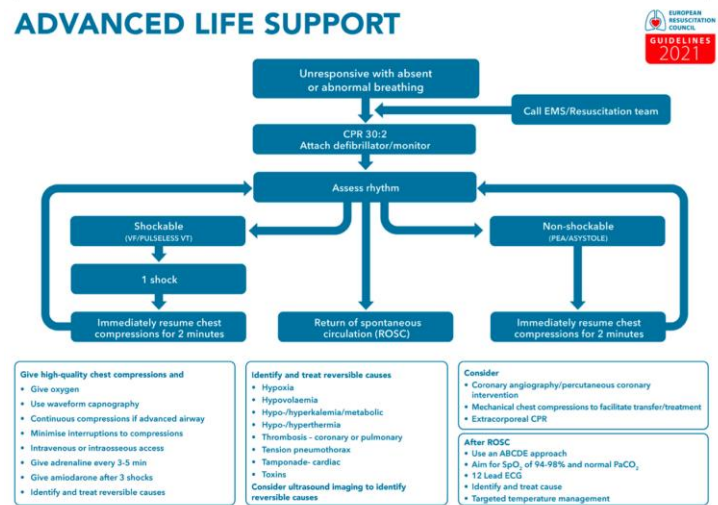 ADVANCED LIFE SUPPORT
EUROPEAN
RESUSCITATION
COUNCIL
GUIDELINES
2021
Unresponsive with absent
or abnormal breathing
Call EMS/Resuscitation team
CPR 30:2
Attach defibrillator/monitor
Assess rhythm
Shockable
(VF/PULSELESS VT)
Non-shockable
(PEA/ASYSTOLE)
1 shock
Immediately resume chest
compressions for 2 minutes
Return of spontaneous
circulation (ROSC)
Immediately resume chest
compressions for 2 minutes
Give high-quality chest compressions and
• Give oxygen
• Use waveform capnography
• Continuous compressions if advanced airway
• Minimise interruptions to compressions
• Intravenous or intraosseous access
• Give adrenaline every 3-5 min
• Give amiodarone after 3 shocks
• Identify and treat reversible causes
Identify and treat reversible causes
• Hypoxia
• Hypovolaemia
• Hypo-/hyperkalemia/metabolic
• Hypo-/hyperthermia
• Thrombosis – coronary or pulmonary
• Tension pneumothorax
• Tamponade- cardiac
• Toxins
Consider ultrasound imaging to identify
reversible causes
Consider
• Coronary angiography/percutaneous coronary
intervention
• Mechanical chest compressions to facilitate transfer/treatment
• Extracorporeal CPR
After ROSC
• Use an ABCDE approach
• Aim for SpO₂ of 94-98% and normal PaCO₂
• 12 Lead ECG
• Identify and treat cause
• Targeted temperature management